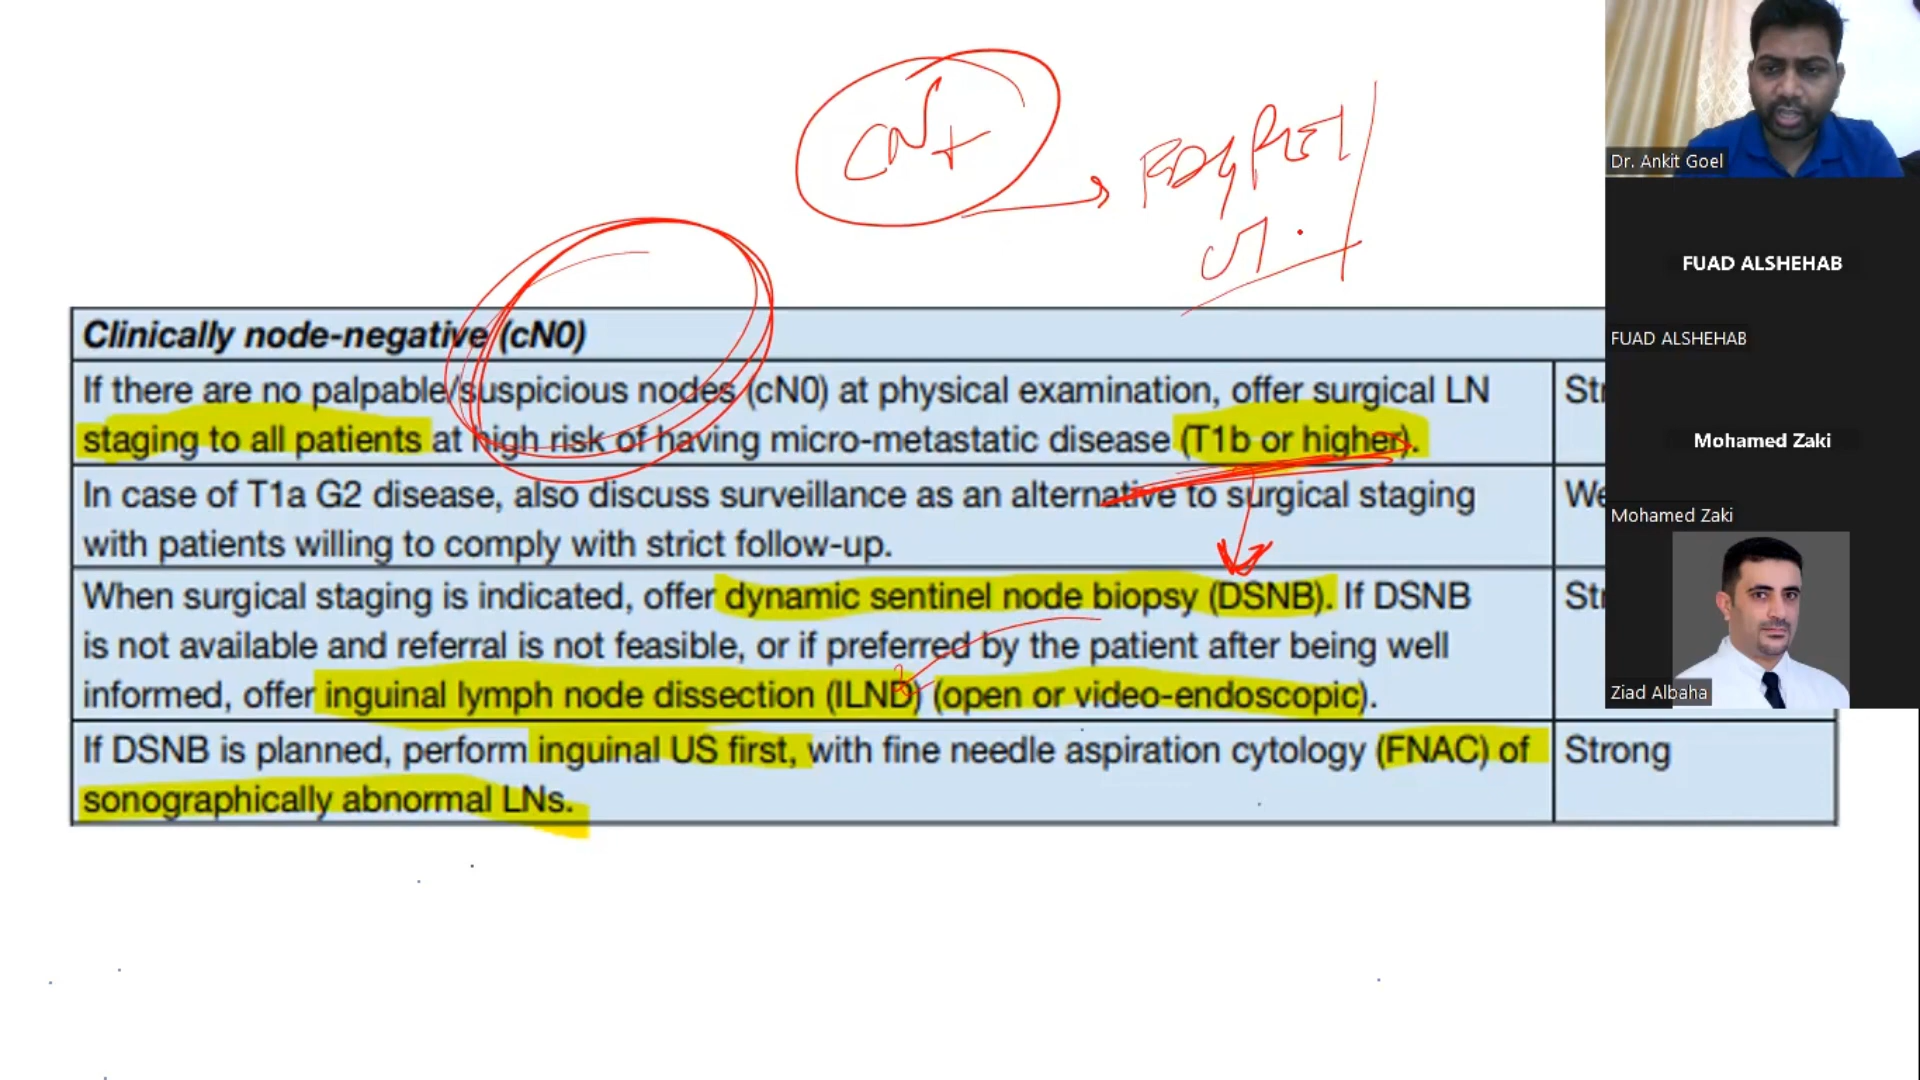 CN+
FDG PET
CT
Clinically node-negative (cN0)
If there are no palpable/suspicious nodes (cN0) at physical examination, offer surgical LN
staging to all patients at high risk of having micro-metastatic disease (T1b or higher).
In case of T1a G2 disease, also discuss surveillance as an alternative to surgical staging
with patients willing to comply with strict follow-up.
When surgical staging is indicated, offer dynamic sentinel node biopsy (DSNB). If DSNB
is not available and referral is not feasible, or if preferred by the patient after being well
informed, offer inguinal lymph node dissection (ILND) (open or video-endoscopic).
If DSNB is planned, perform inguinal US first, with fine needle aspiration cytology (FNAC) of
sonographically abnormal LNs.
Str
We
Str
Strong
Dr. Ankit Goel
FUAD ALSHEHAB
FUAD ALSHEHAB
Mohamed Zaki
Mohamed Zaki
Ziad Albaha